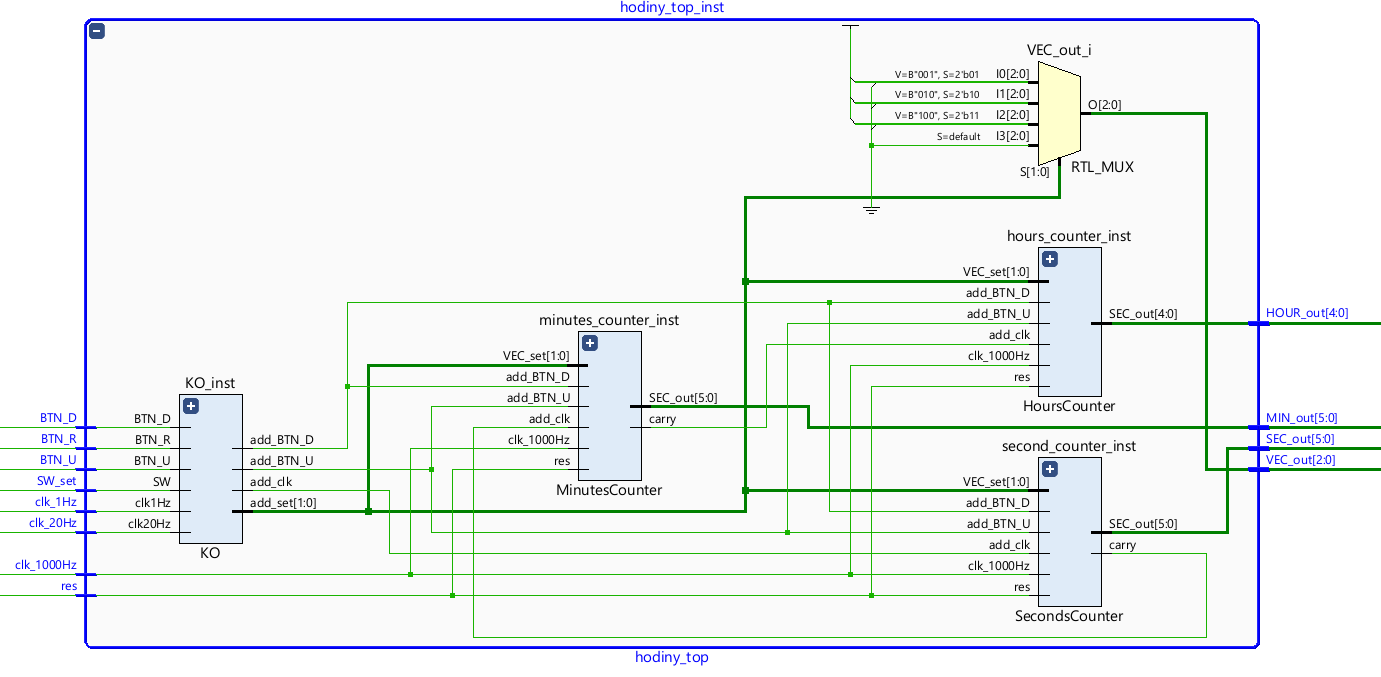 hodiny_top_inst
VEC_out_i
V=B"001", S=2'b01 I0[2:0]
V=B"010", S=2'b10 I1[2:0]
V=B"100", S=2'b11 I2[2:0]
S=default I3[2:0]
O[2:0]
S[1:0]
RTL_MUX
hours_counter_inst
VEC_set[1:0]
add_BTN_D
add_BTN_U
add_clk
clk_1000Hz
res
SEC_out[4:0]
HoursCounter
HOUR_out[4:0]
minutes_counter_inst
VEC_set[1:0]
add_BTN_D
add_BTN_U
add_clk
clk_1000Hz
res
SEC_out[5:0]
carry
MinutesCounter
KO_inst
BTN_D
BTN_R
BTN_U
SW_set
clk_1Hz
clk_20Hz
clk_1000Hz
res
BTN_D
BTN_R
BTN_U
SW
clk1Hz
clk20Hz
add_BTN_D
add_BTN_U
add_clk
add_set[1:0]
KO
second_counter_inst
VEC_set[1:0]
add_BTN_D
add_BTN_U
add_clk
clk_1000Hz
res
SEC_out[5:0]
carry
SecondsCounter
MIN_out[5:0]
SEC_out[5:0]
VEC_out[2:0]
hodiny_top